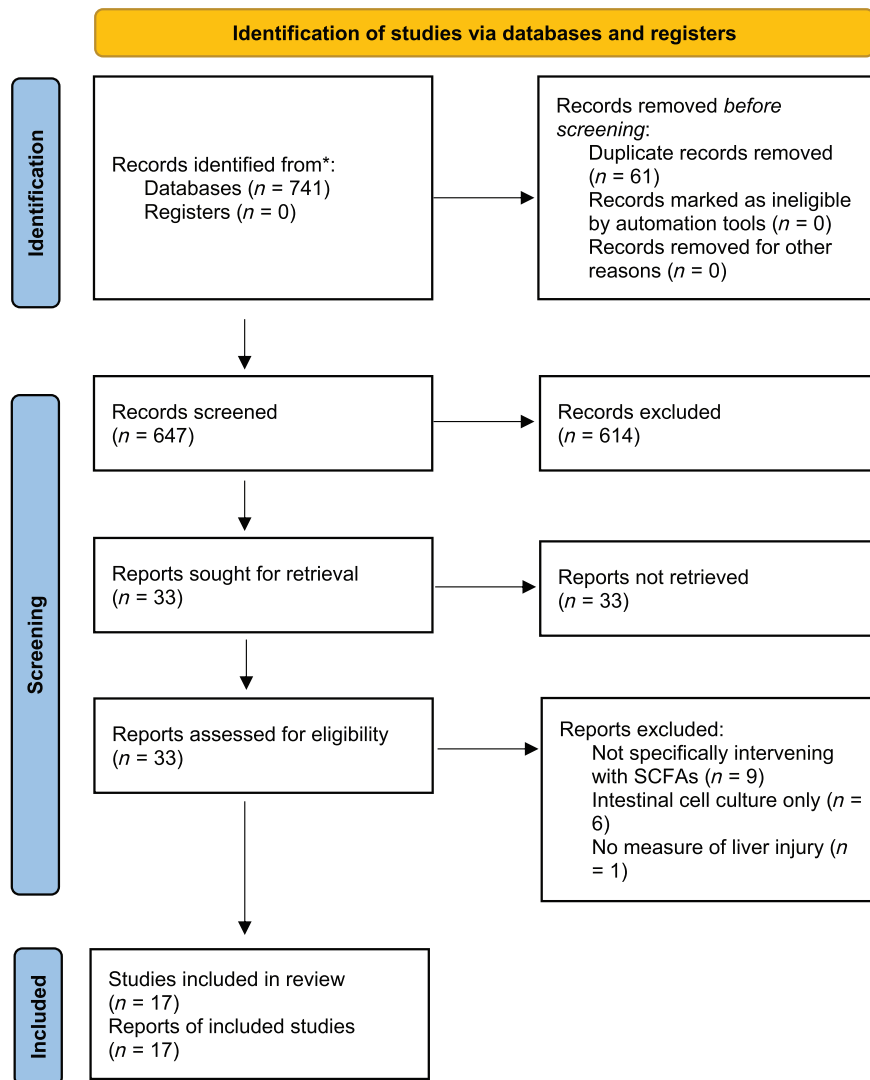 Identification of studies via databases and registers
Identification
Records identified from*:
Databases (n = 741)
Registers (n = 0)
Records removed before
screening:
Duplicate records removed
(n = 61)
Records marked as ineligible
by automation tools (n = 0)
Records removed for other
reasons (n = 0)
Screening
Records screened
(n = 647)
Records excluded
(n = 614)
Reports sought for retrieval
(n = 33)
Reports not retrieved
(n = 33)
Reports assessed for eligibility
(n = 33)
Reports excluded:
Not specifically intervening
with SCFAs (n = 9)
Intestinal cell culture only (n =
6)
No measure of liver injury (n
= 1)
Included
Studies included in review
(n = 17)
Reports of included studies
(n = 17)